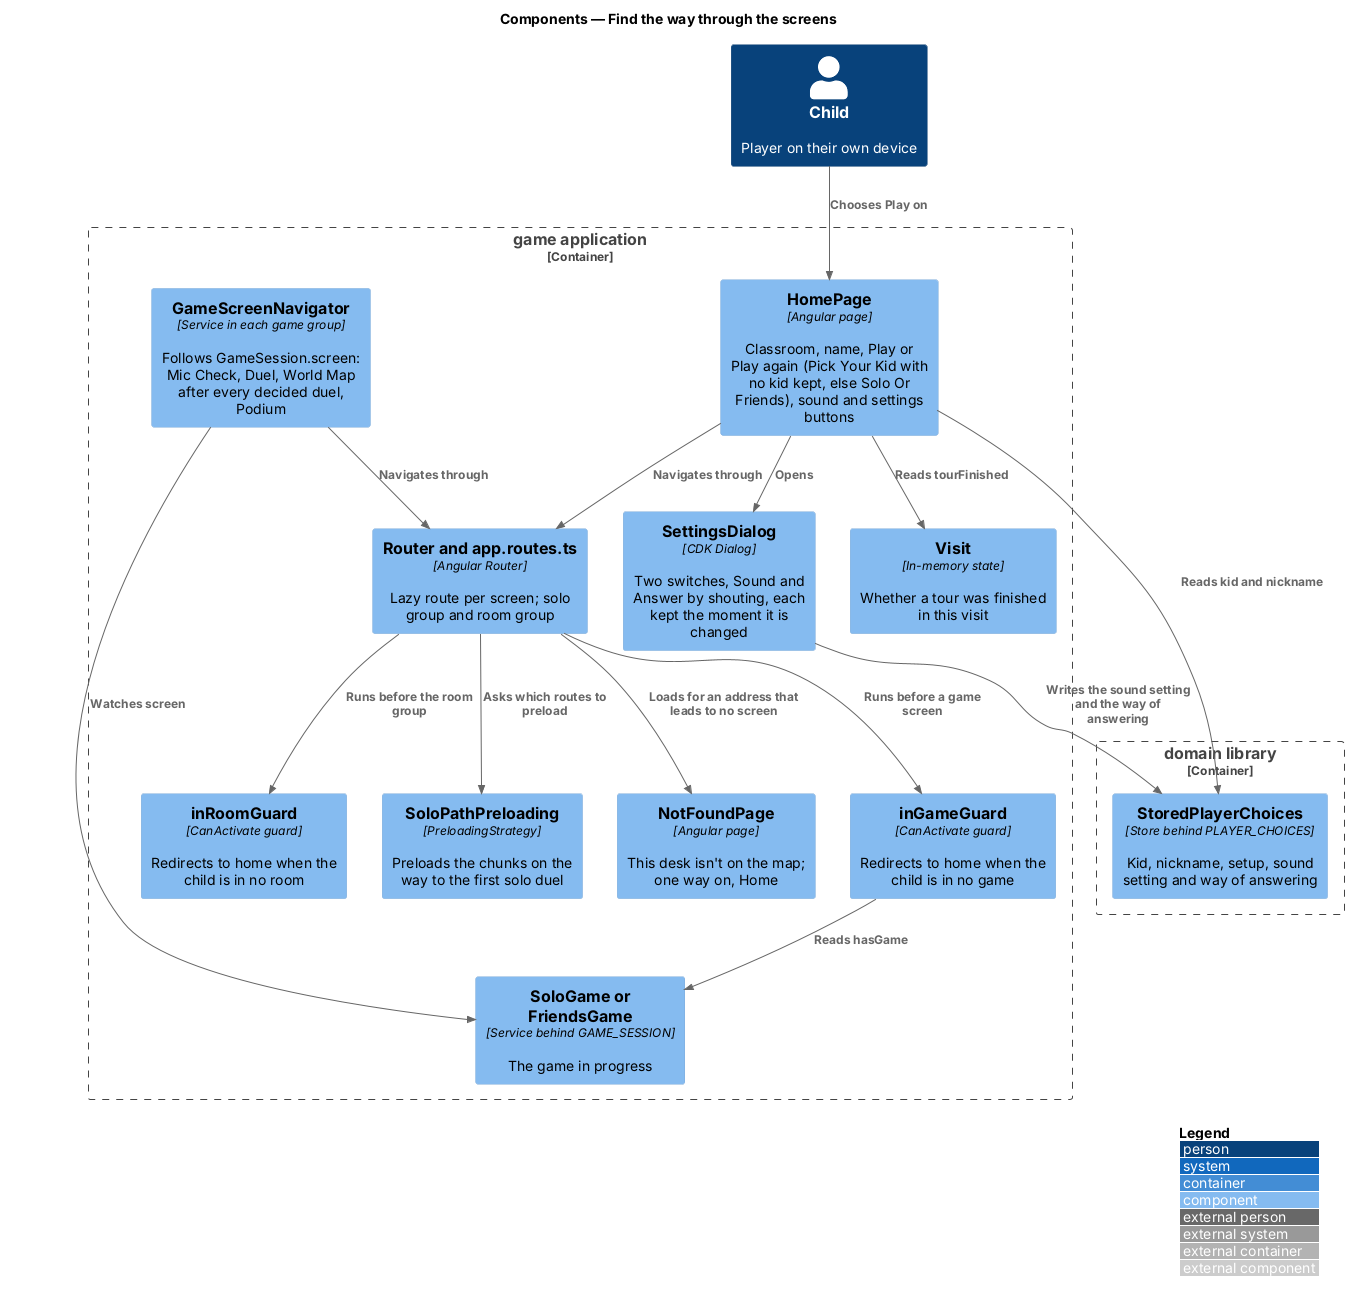 Components — Find the way through the screens
Child
Player on their own device
Chooses Play on
game application
[Container]
GameScreenNavigator
[Service in each game group]
Follows GameSession.screen:
Mic Check, Duel, World Map
after every decided duel,
Podium
HomePage
[Angular page]
Classroom, name, Play or
Play again (Pick Your Kid with
no kid kept, else Solo Or
Friends), sound and settings
buttons
Navigates through
Navigates through
Opens
Reads tourFinished
Router and app.routes.ts
[Angular Router]
Lazy route per screen; solo
group and room group
SettingsDialog
[CDK Dialog]
Two switches, Sound and
Answer by shouting, each
kept the moment it is
changed
Visit
[In-memory state]
Whether a tour was finished
in this visit
Reads kid and nickname
Watches screen
Runs before the room
group
Asks which routes to
preload
Loads for an address that
leads to no screen
Runs before a game
screen
Writes the sound setting
and the way of
answering
domain library
[Container]
inRoomGuard
[CanActivate guard]
Redirects to home when the
child is in no room
SoloPathPreloading
[PreloadingStrategy]
Preloads the chunks on the
way to the first solo duel
NotFoundPage
[Angular page]
This desk isn't on the map;
one way on, Home
inGameGuard
[CanActivate guard]
Redirects to home when the
child is in no game
StoredPlayerChoices
[Store behind PLAYER_CHOICES]
Kid, nickname, setup, sound
setting and way of answering
Reads hasGame
SoloGame or
FriendsGame
[Service behind GAME_SESSION]
The game in progress
Legend
person
system
container
component
external person
external system
external container
external component